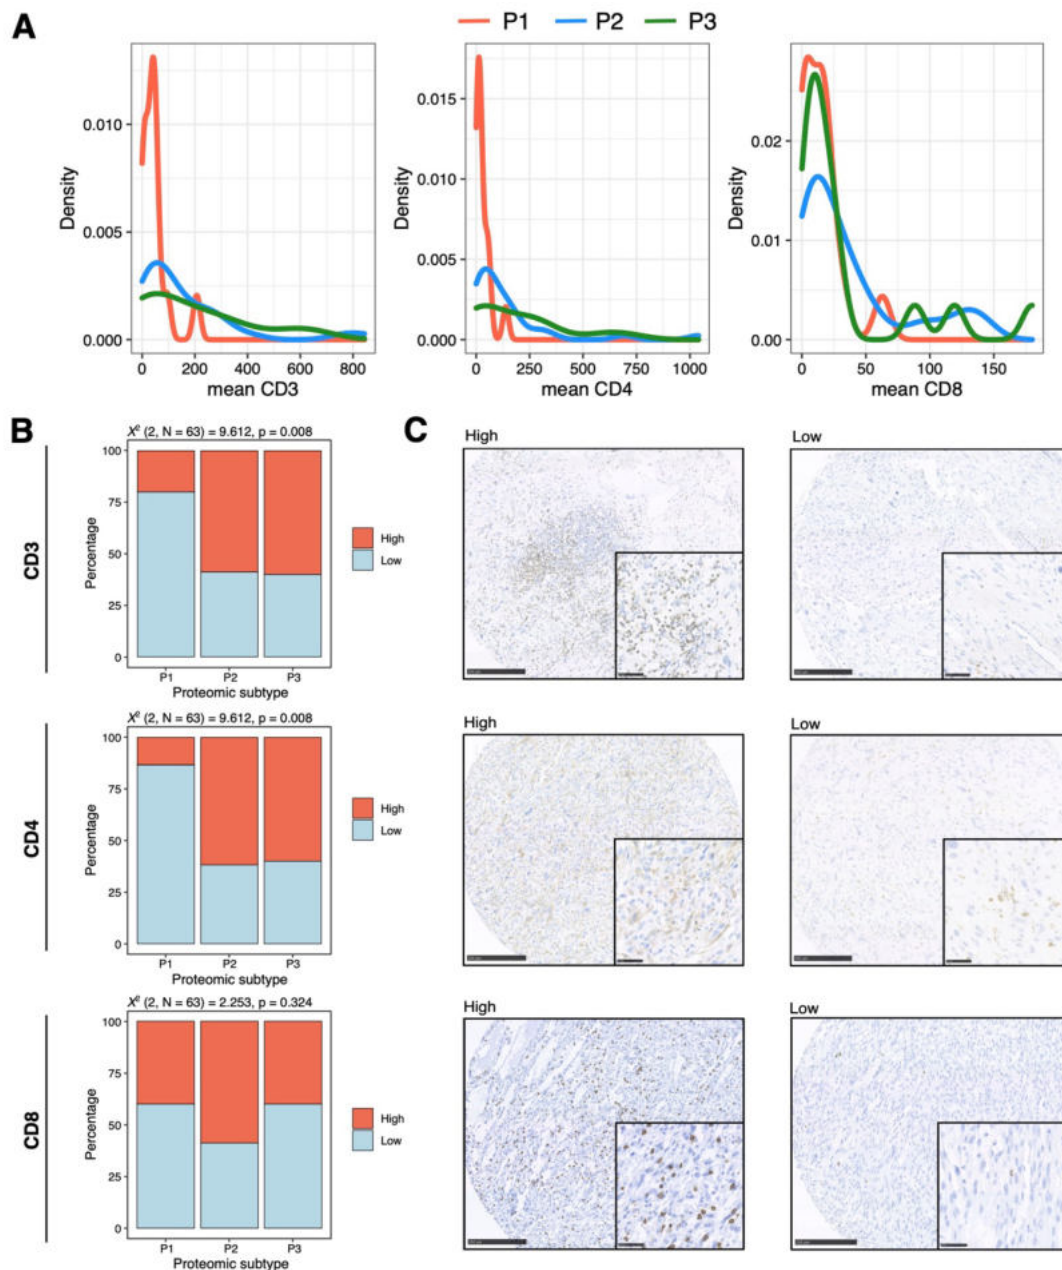 A
P1 P2 P3
Density
0.010
0.005
0.000
0 200 400 600 800
mean CD3
Density
0.015
0.010
0.005
0.000
0 250 500 750 1000
mean CD4
Density
0.02
0.01
0.00
0 50 100 150
mean CD8
B
CD3
X² (2, N = 63) = 9.612, p = 0.008
Percentage
100
75
50
25
0
P1 P2 P3
Proteomic subtype
High
Low
CD4
X² (2, N = 63) = 9.612, p = 0.008
Percentage
100
75
50
25
0
P1 P2 P3
Proteomic subtype
High
Low
CD8
X² (2, N = 63) = 2.253, p = 0.324
Percentage
100
75
50
25
0
P1 P2 P3
Proteomic subtype
High
Low
C
High
Low
High
Low
High
Low